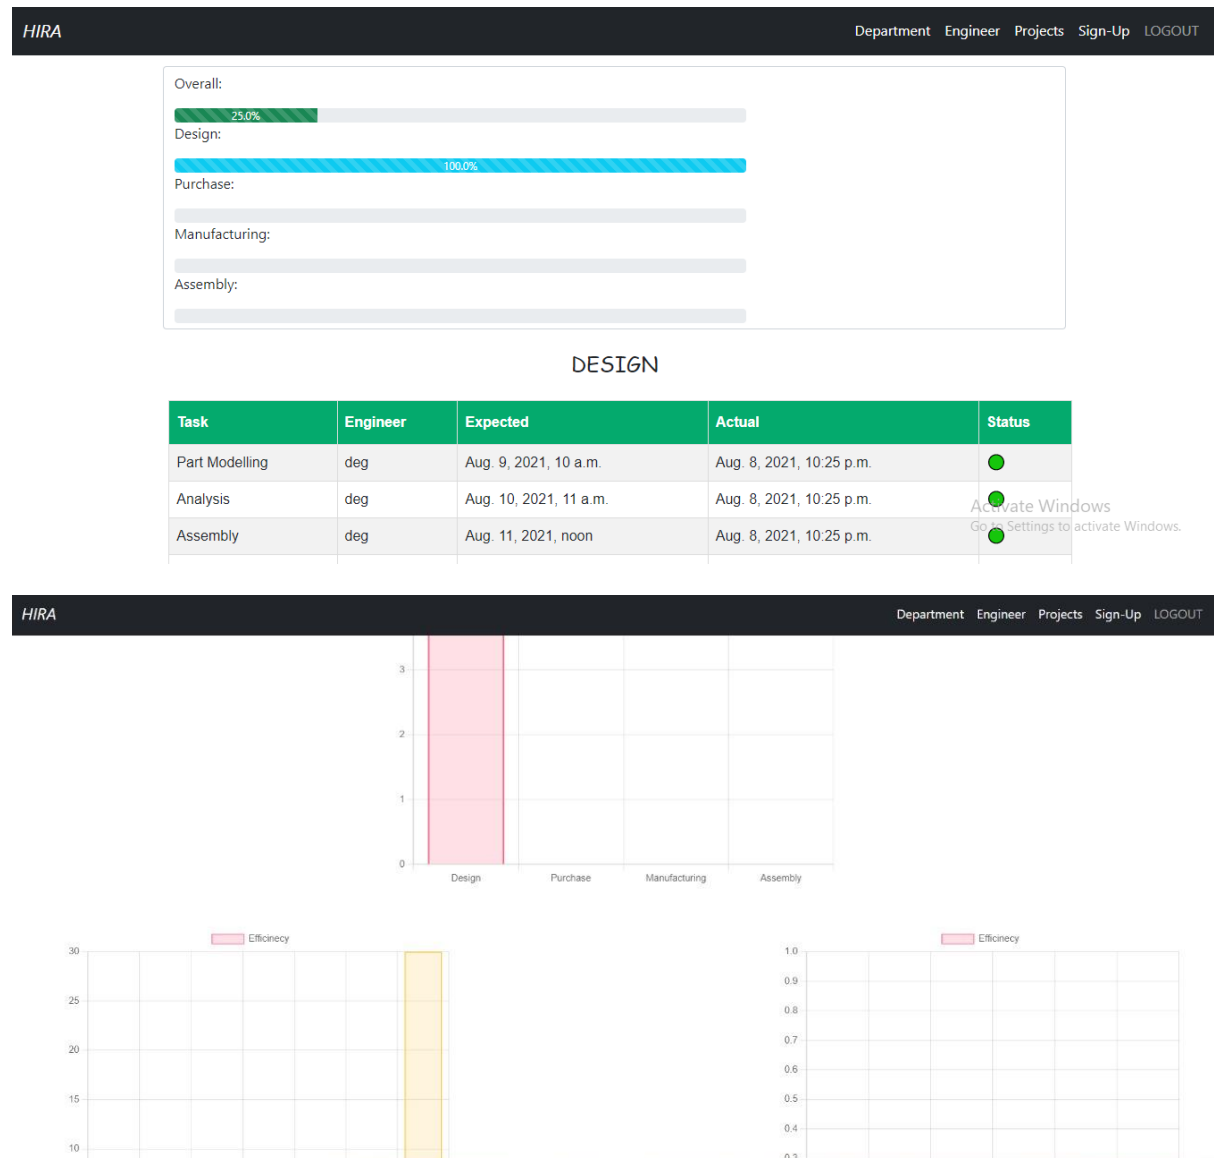 HIRA Department Engineer Projects Sign-Up LOGOUT
Overall:
25.0%
Design:
100.0%
Purchase:
Manufacturing:
Assembly:
DESIGN
Task Engineer Expected Actual Status
Part Modelling deg Aug. 9, 2021, 10 a.m. Aug. 8, 2021, 10:25 p.m.
Analysis deg Aug. 10, 2021, 11 a.m. Aug. 8, 2021, 10:25 p.m.
Activate Windows
Go to Settings to activate Windows.
Assembly deg Aug. 11, 2021, noon Aug. 8, 2021, 10:25 p.m.
HIRA Department Engineer Projects Sign-Up LOGOUT
3
2
1
0
Design Purchase Manufacturing Assembly
Efficinecy
30
25
20
15
10
Efficinecy
1.0
0.9
0.8
0.7
0.6
0.5
0.4
0.3